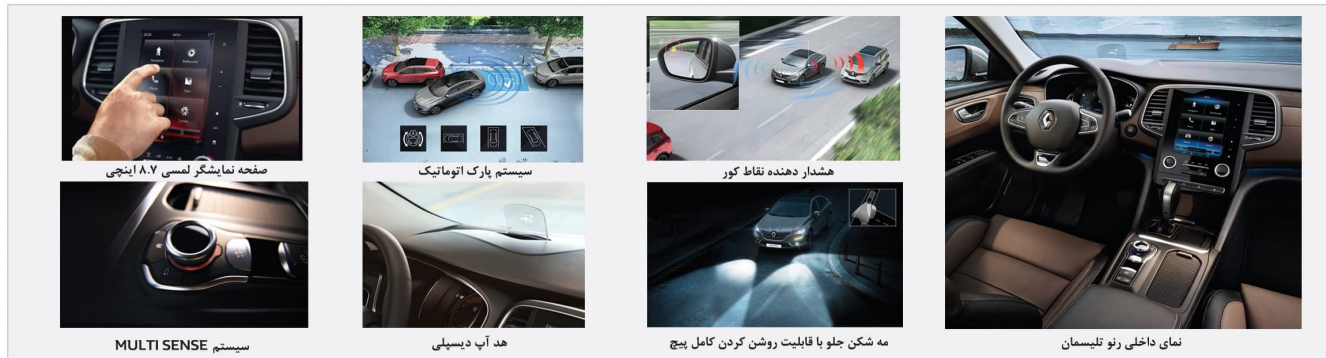 هشدار دهنده نقاط کور
سیستم پارک اتوماتیک
صفحه نمایشگر لمسی ۸.۷ اینچی
نمای داخلی رنو تلیسمان
مه شکن جلو با قابلیت روشن کردن کامل پیچ
هد آپ دیسپلی
سیستم MULTI SENSE